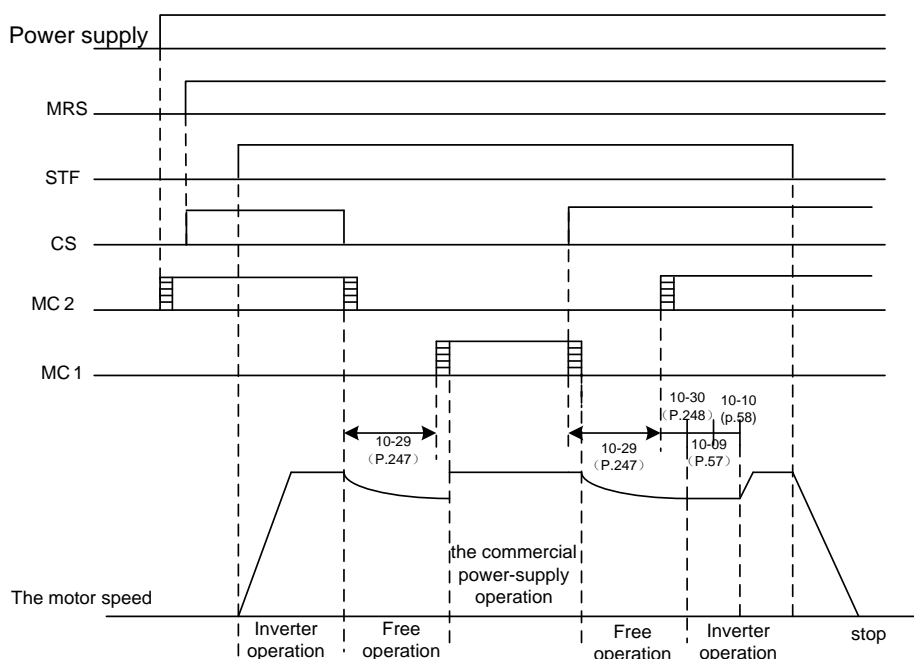 Power supply
MRS
STF
CS
MC 2
MC 1
10-29
（P.247）
10-29
（P.247）
10-30
（P.248）
10-09
（P.57）
10-10
(p.58)
The motor speed
the commercial
power-supply
operation
Inverter
operation
Free
operation
Free
operation
Inverter
operation
stop